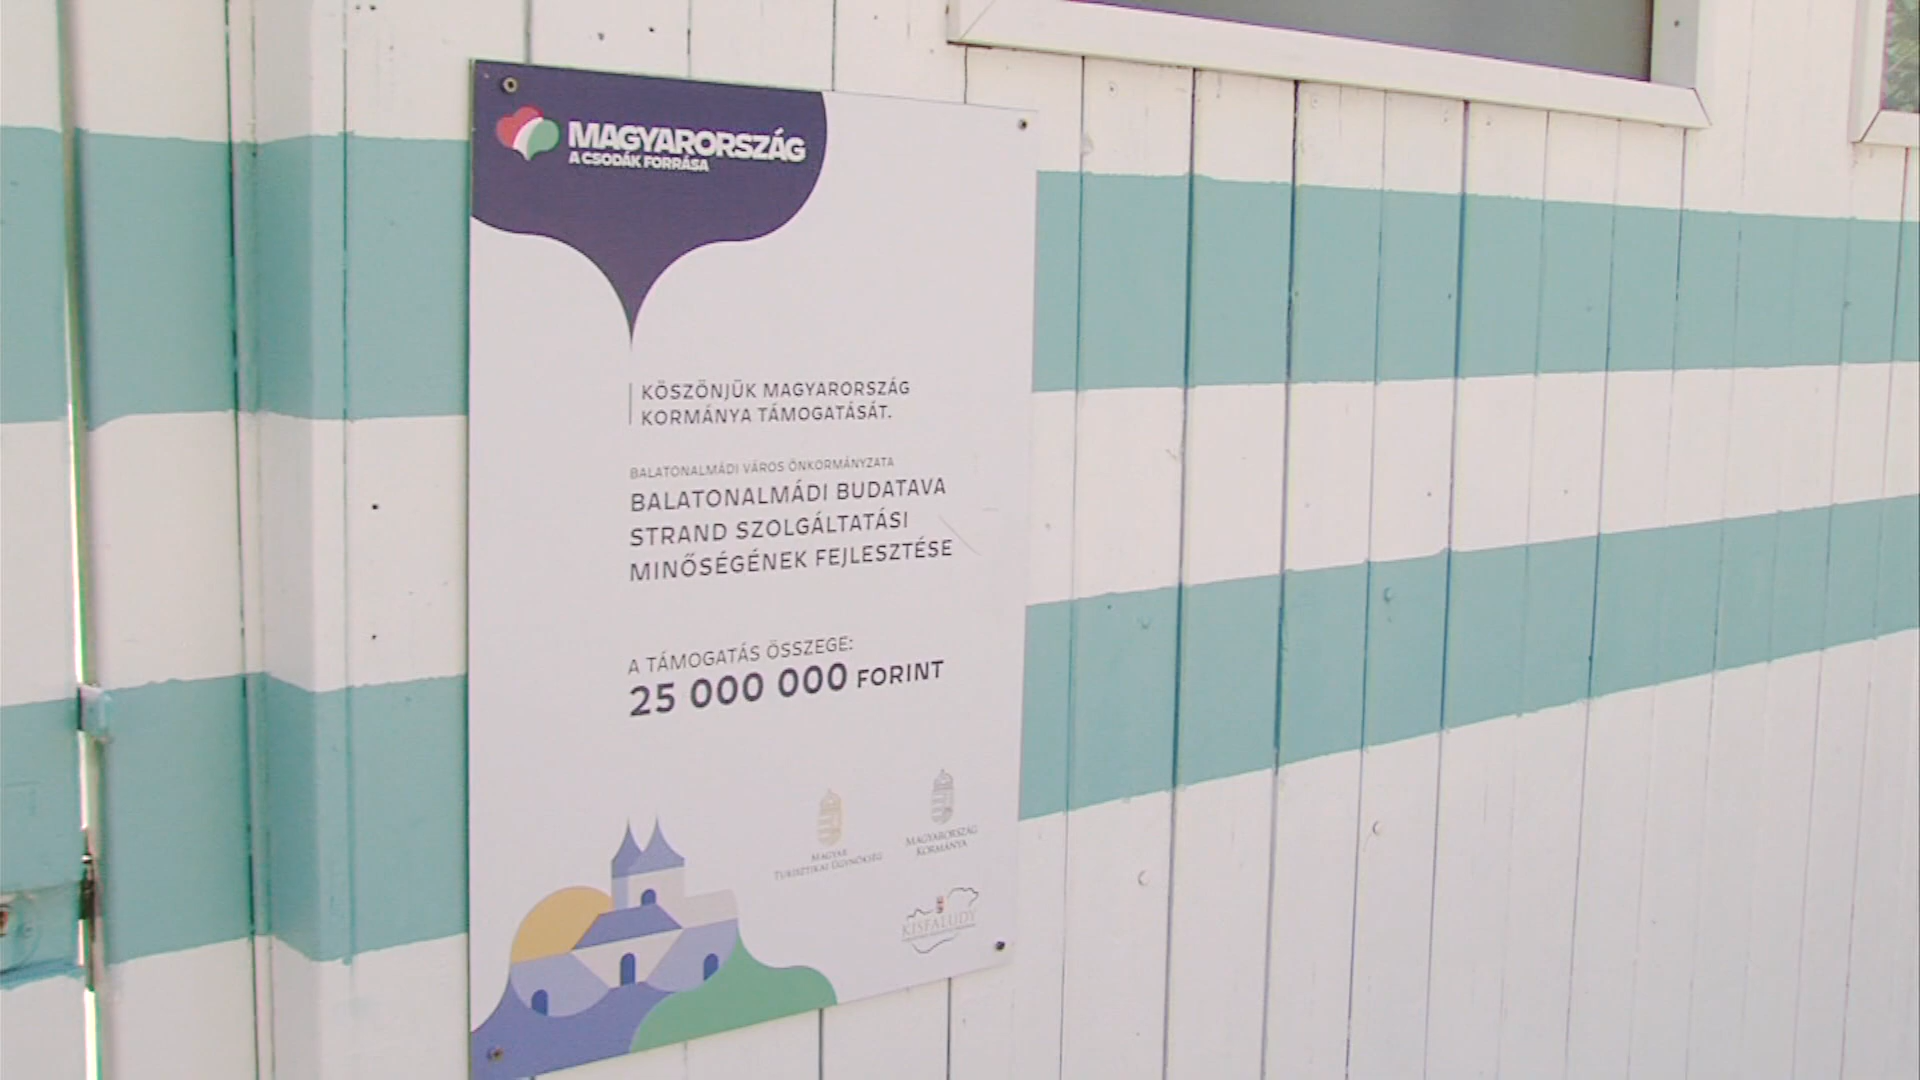 MAGYARORSZÁG
A CSODÁK FORRÁSA
KÖSZÖNJÜK MAGYARORSZÁG
KORMÁNYA TÁMOGATÁSÁT.
BALATONALMÁDI VÁROS ÖNKORMÁNYZATA
BALATONALMÁDI BUDATAVA
STRAND SZOLGÁLTATÁSI
MINŐSÉGÉNEK FEJLESZTÉSE
A TÁMOGATÁS ÖSSZEGE:
25 000 000 FORINT
MAGYAR
TURISZTIKAI ÜGYNÖKSÉG
MAGYARORSZÁG
KORMÁNYA
KISFALUDY